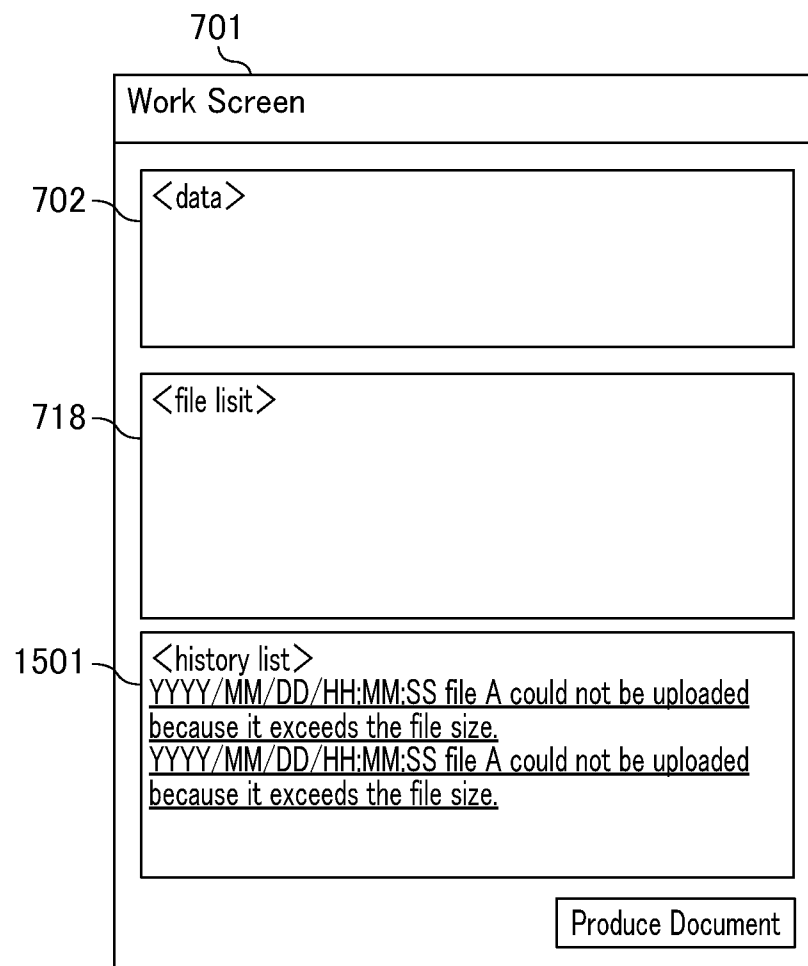 701
Work Screen
702
<data>
718
<file lisit>
1501
<history list>
YYYY/MM/DD/HH:MM:SS file A could not be uploaded
because it exceeds the file size.
YYYY/MM/DD/HH:MM:SS file A could not be uploaded
because it exceeds the file size.
Produce Document